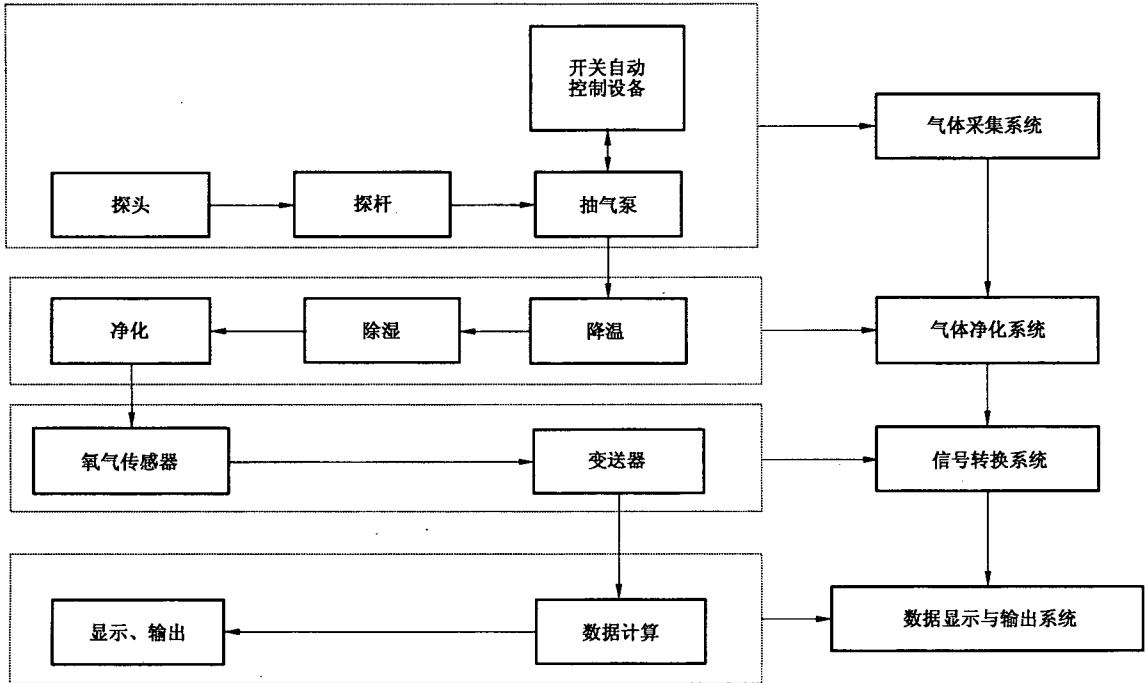 开关自动
控制设备
气体采集系统
探头
探杆
抽气泵
净化
除湿
降温
气体净化系统
氧气传感器
变送器
信号转换系统
显示、输出
数据计算
数据显示与输出系统